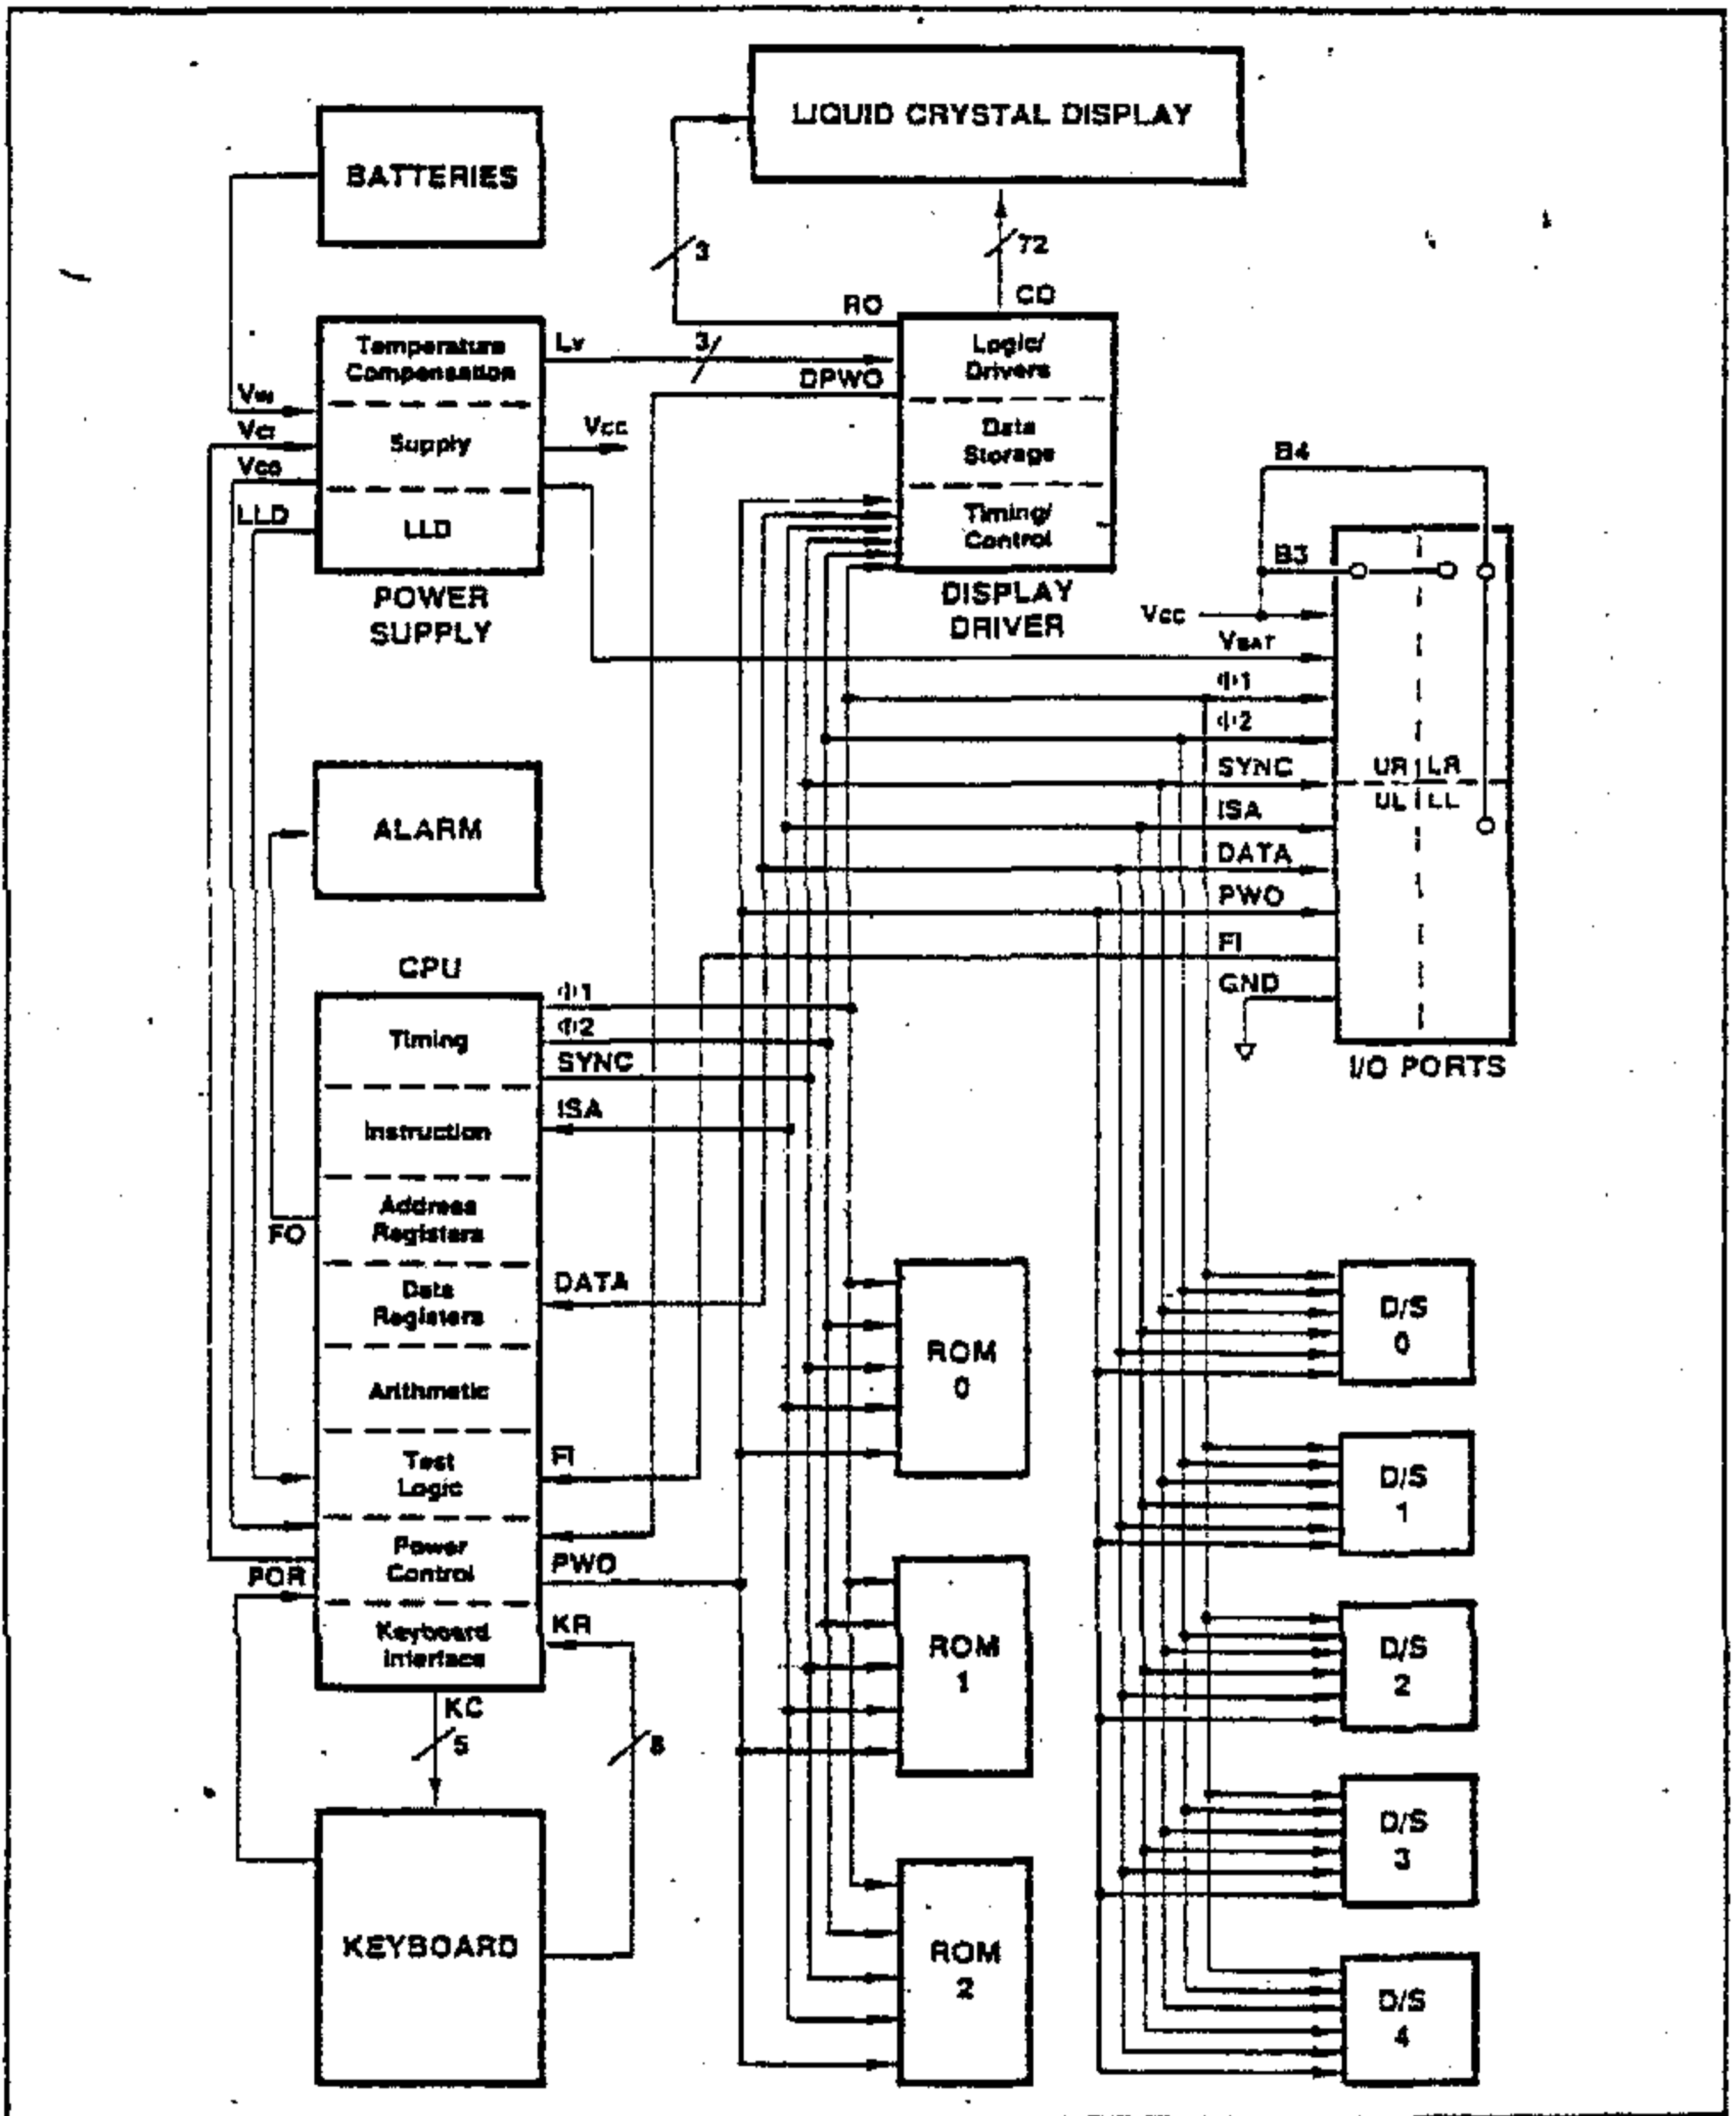 LIQUID CRYSTAL DISPLAY
BATTERIES
3
72
RO
CD
Temperature
Compensation
Lv
3
Logic/
Drivers
DPWO
VCI
Supply
VCC
Data
Storage
B4
VCO
LLD
LLD
Timing/
Control
B3
POWER
SUPPLY
DISPLAY
DRIVER
VCC
VBAT
Φ1
Φ2
SYNC
UR LR
UL LL
ISA
ALARM
DATA
PWO
FI
GND
I/O PORTS
CPU
Φ1
Timing
Φ2
SYNC
ISA
Instruction
Address
Registers
FO
Data
Registers
DATA
Arithmetic
Test
Logic
FI
Power
Control
POR
PWO
Keyboard
Interface
KR
KC
5
8
KEYBOARD
ROM
0
ROM
1
ROM
2
D/S
0
D/S
1
D/S
2
D/S
3
D/S
4